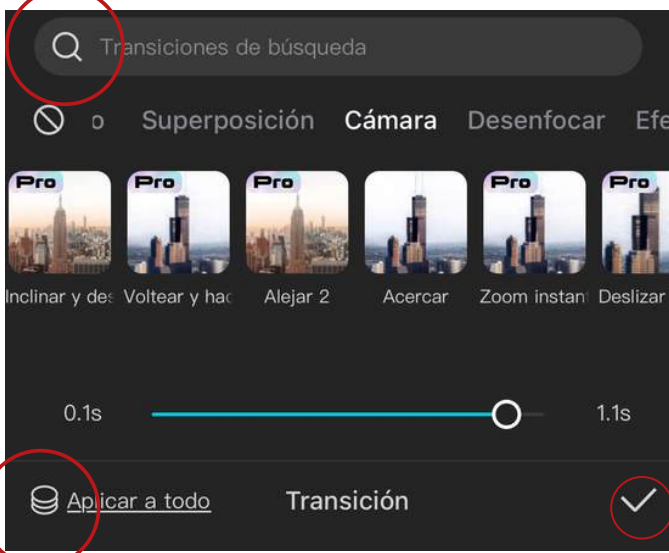 Transiciones de búsqueda
o Superposición Cámara Desenfocar Efe
Pro Pro Pro Pro Pro
Inclinar y des Voltear y hac Alejar 2 Acercar Zoom instan Deslizar
0.1s 1.1s
Aplicar a todo Transición